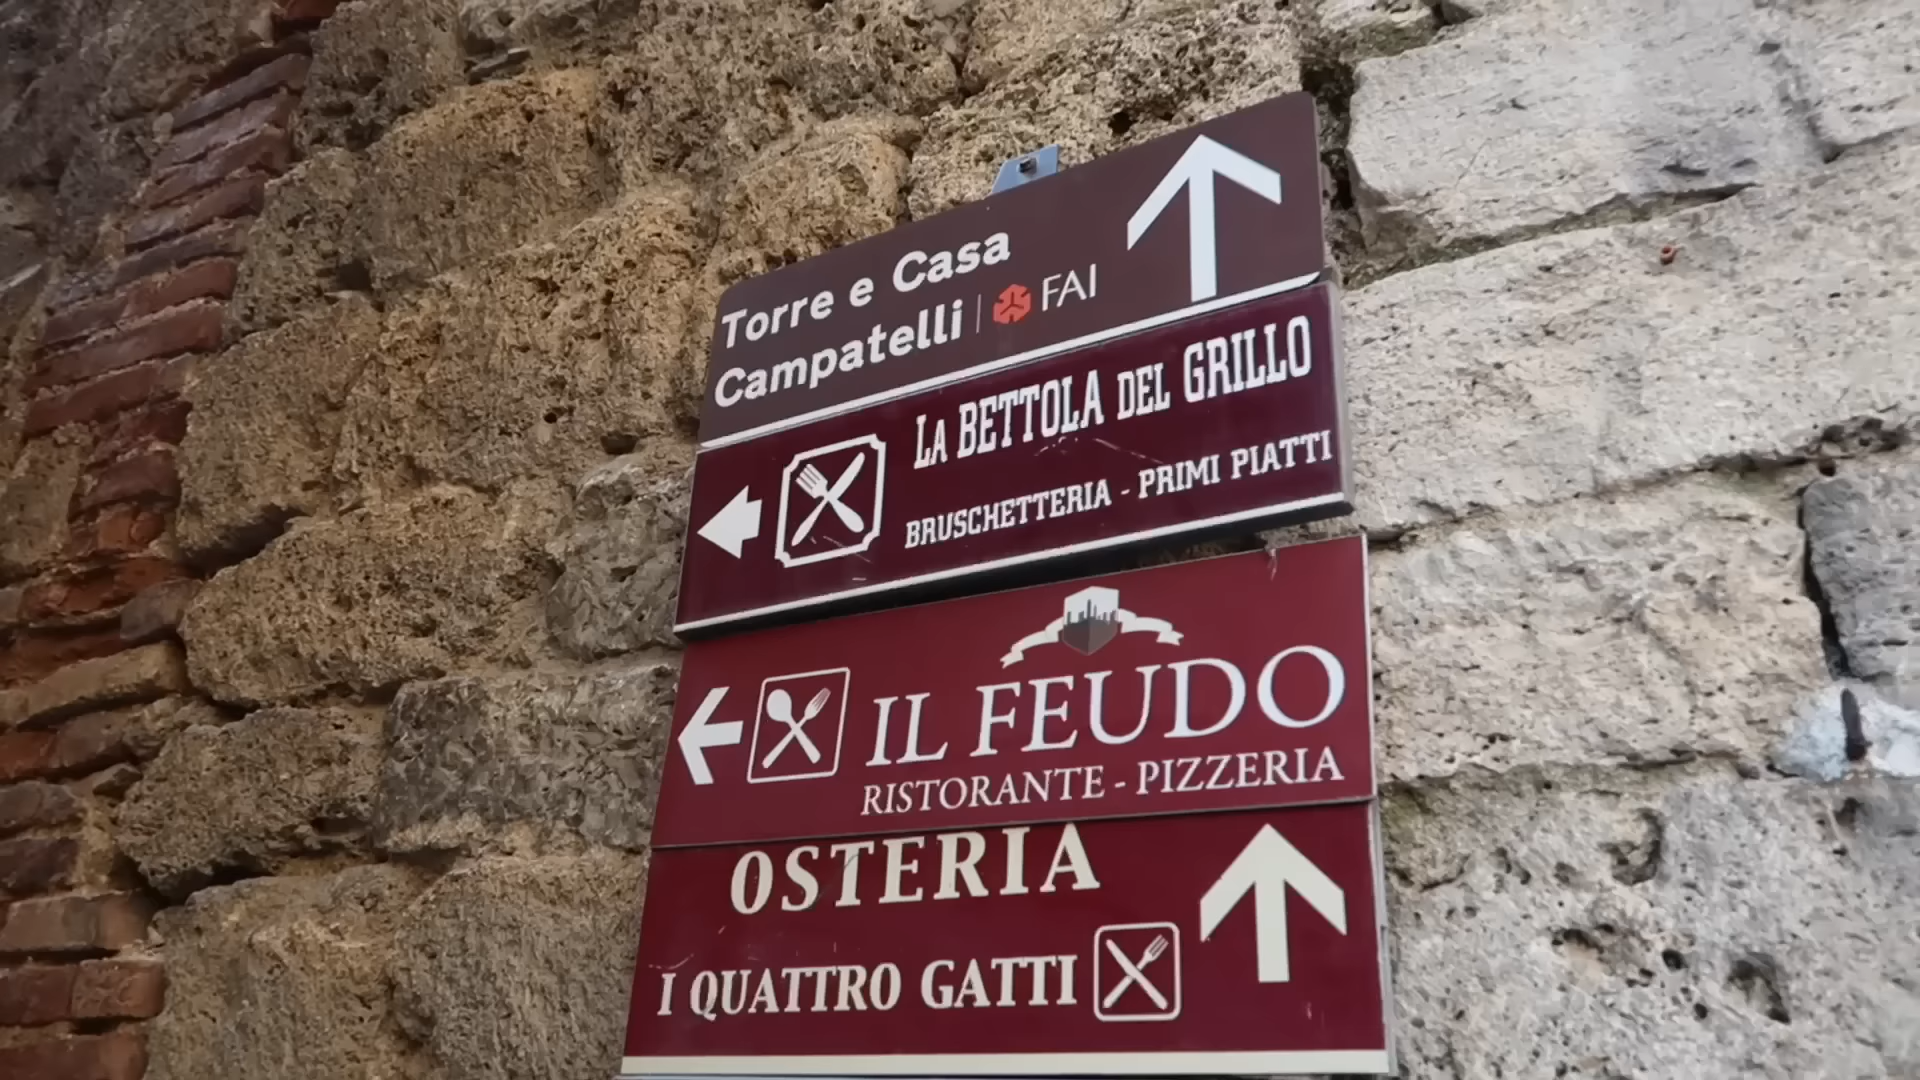 Torre e Casa
Campatelli | FAI
LA BETTOLA DEL GRILLO
BRUSCHETTERIA - PRIMI PIATTI
IL FEUDO
RISTORANTE - PIZZERIA
OSTERIA
I QUATTRO GATTI